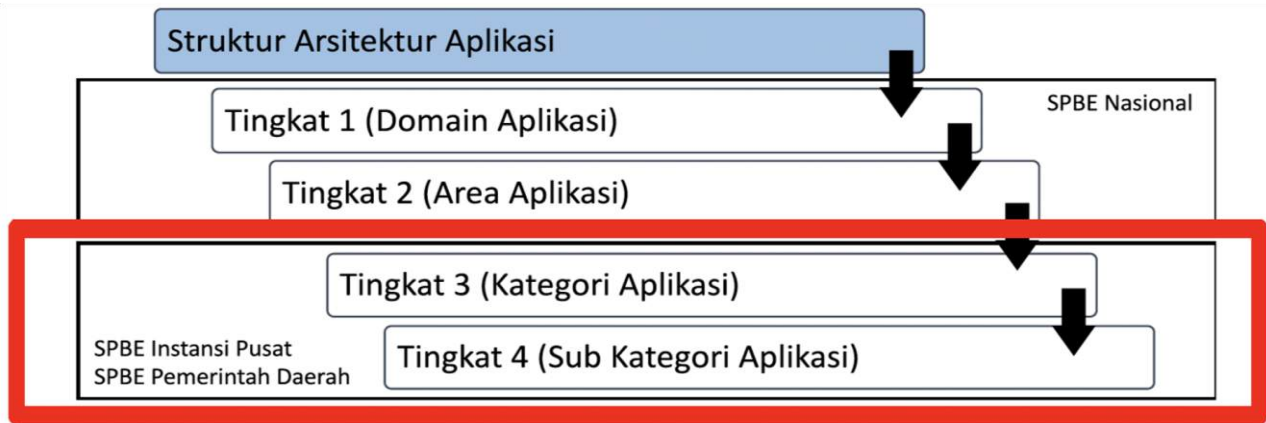 Struktur Arsitektur Aplikasi
SPBE Nasional
Tingkat 1 (Domain Aplikasi)
Tingkat 2 (Area Aplikasi)
Tingkat 3 (Kategori Aplikasi)
SPBE Instansi Pusat
SPBE Pemerintah Daerah
Tingkat 4 (Sub Kategori Aplikasi)